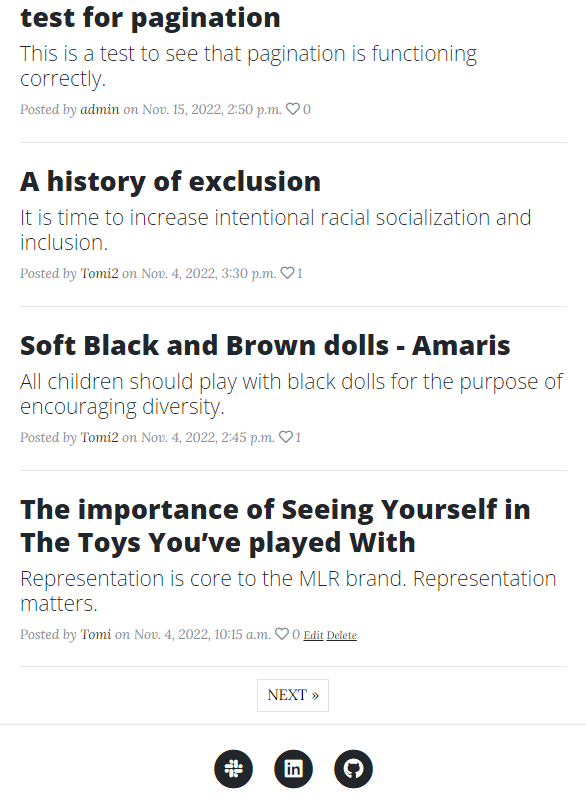 test for pagination
This is a test to see that pagination is functioning
correctly.
Posted by admin on Nov. 15, 2022, 2:50 p.m. 0
A history of exclusion
It is time to increase intentional racial socialization and
inclusion.
Posted by Tomi2 on Nov. 4, 2022, 3:30 p.m. 1
Soft Black and Brown dolls - Amaris
All children should play with black dolls for the purpose of
encouraging diversity.
Posted by Tomi2 on Nov. 4, 2022, 2:45 p.m. 1
The importance of Seeing Yourself in
The Toys You’ve played With
Representation is core to the MLR brand. Representation
matters.
Posted by Tomi on Nov. 4, 2022, 10:15 a.m. 0 Edit Delete
NEXT »
in